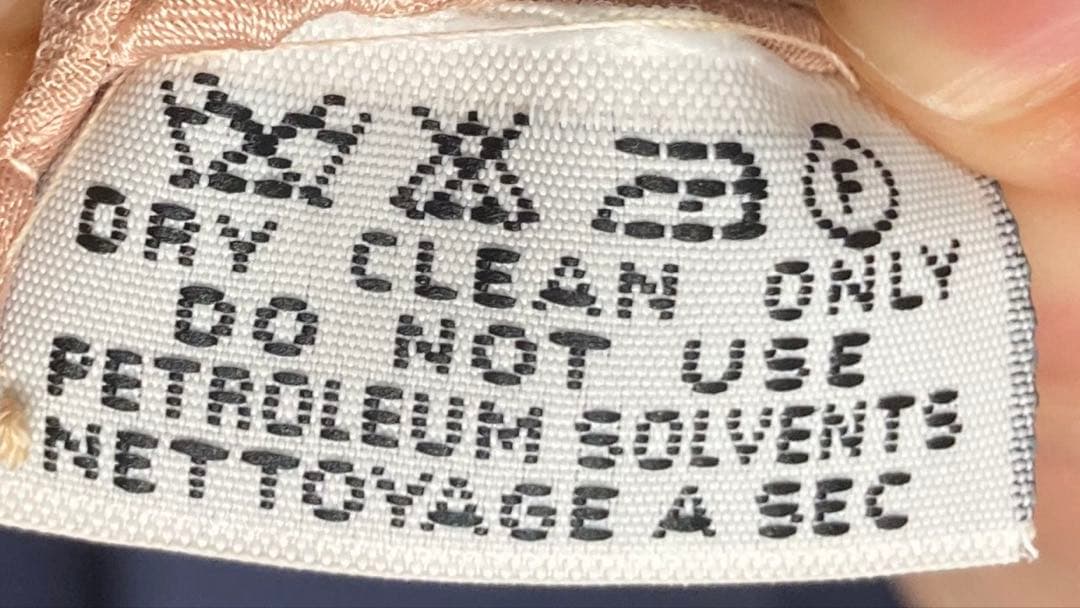 F
DRY CLEAN ONLY
DO NOT USE
PETROLEUM SOLVENTS
NETTOYAGE A SEC